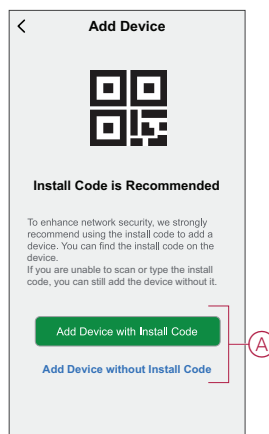 Add Device
Install Code is Recommended
To enhance network security, we strongly
recommend using the install code to add a
device. You can find the install code on the
device.
If you are unable to scan or type the install
code, you can still add the device without it.
Add Device with Install Code
A
Add Device without Install Code